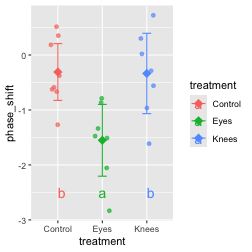 0
-1
-2
-3
phase_shift
b
a
b
Control
Eyes
Knees
treatment
treatment
a Control
a Eyes
a Knees